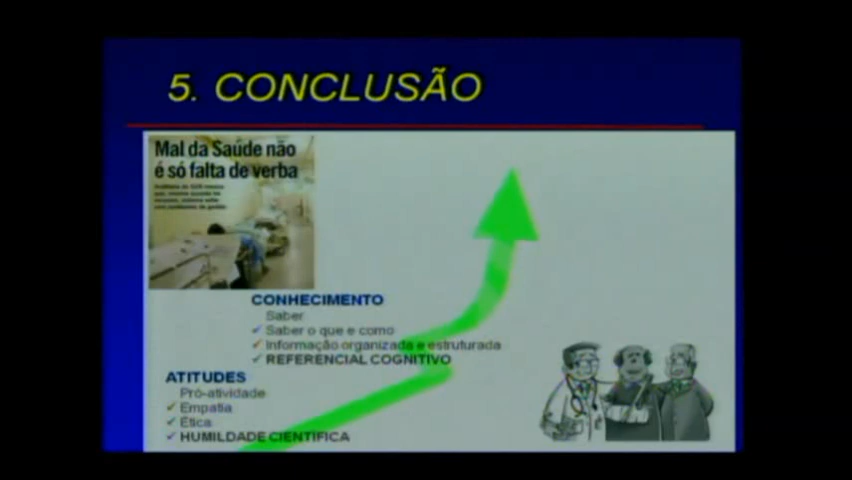 5. CONCLUSÃO
Mal da Saúde não
é só falta de verba
CONHECIMENTO
Saber
Saber o que e como
Informação organizada e estruturada
REFERENCIAL COGNITIVO
ATITUDES
Pró-atividade
Empatia
Ética
HUMILDADE CIENTÍFICA